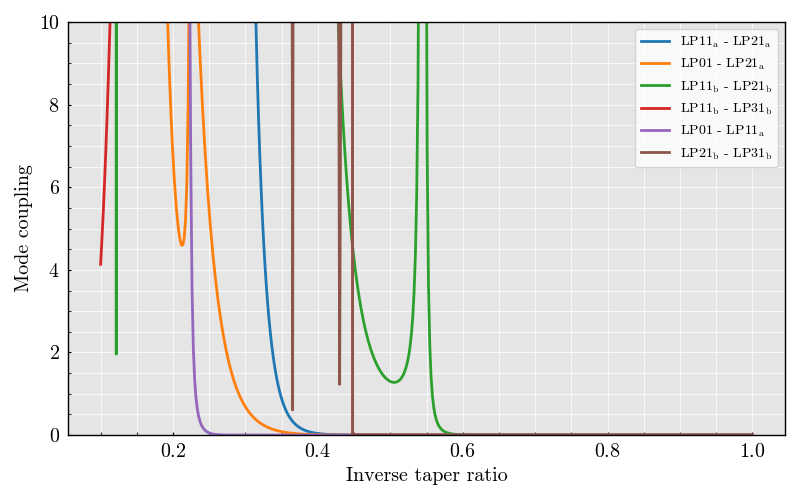 10
8
6
4
2
0
Mode coupling
0.2
0.4
0.6
0.8
1.0
Inverse taper ratio
LP11a - LP21a
LP01 - LP21a
LP11b - LP21b
LP11b - LP31b
LP01 - LP11a
LP21b - LP31b